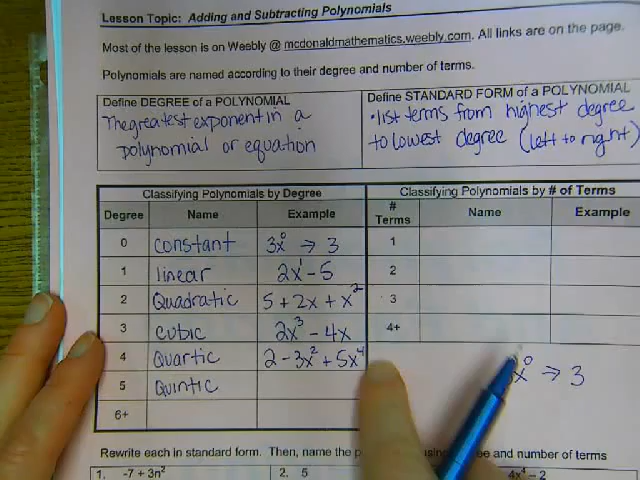 Lesson Topic: Adding and Subtracting Polynomials
Most of the lesson is on Weebly @ mcdonaldmathematics.weebly.com. All links are on the page.
Polynomials are named according to their degree and number of terms.
Define DEGREE of a POLYNOMIAL
The greatest exponent in a
polynomial or equation
Define STANDARD FORM of a POLYNOMIAL
• list terms from highest degree
to lowest degree (left to right)
Classifying Polynomials by Degree
Degree Name Example
0 constant 3x⁰ → 3
1 linear 2x¹ - 5
2 Quadratic 5 + 2x + x²
3 cubic 2x³ - 4x
4 Quartic 2 - 3x² + 5x⁴
5 Quintic
6+
Classifying Polynomials by # of Terms
# Terms Name Example
1
2
3
4+
x⁰ → 3
Rewrite each in standard form. Then, name the using e and number of terms
1. -7 + 3n²
2. 5
4x⁴ - 2